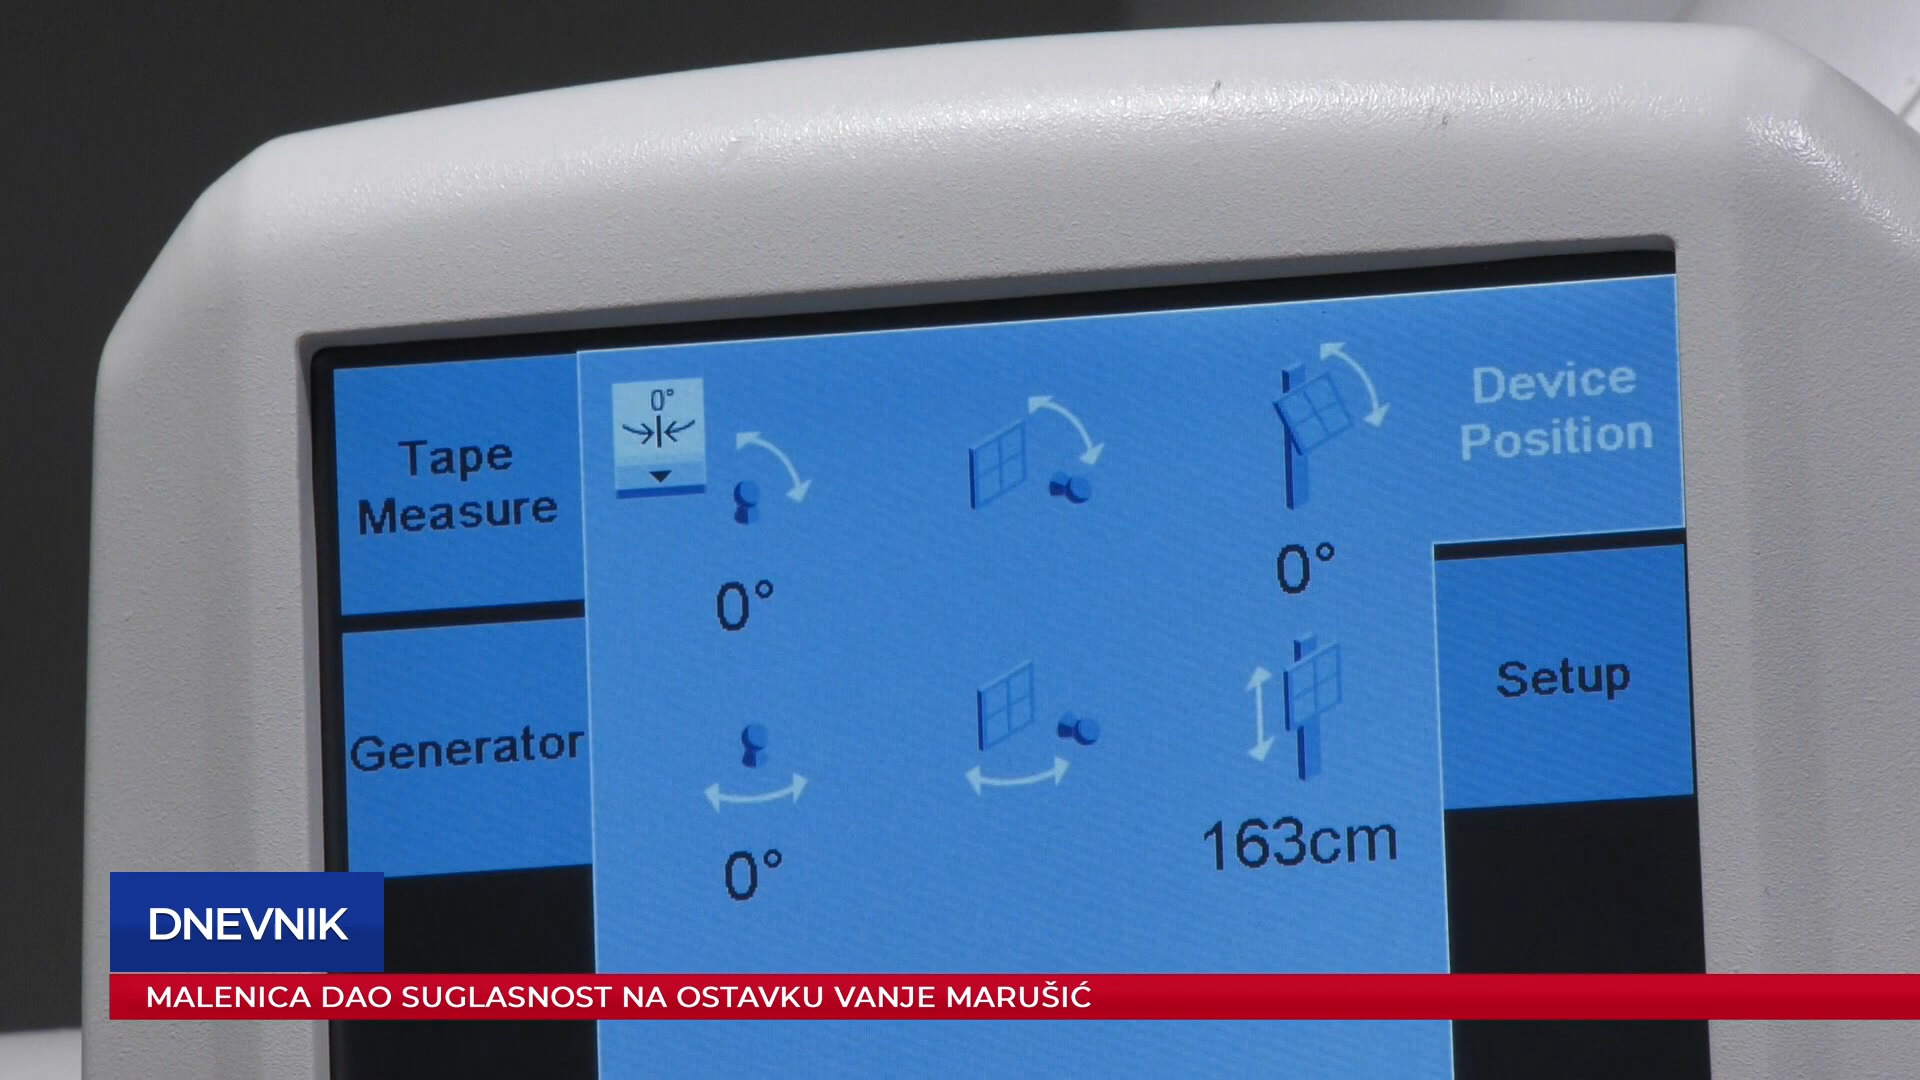 Tape
Measure
Generator
0°
0°
0°
0°
163cm
Device
Position
Setup
DNEVNIK
MALENICA DAO SUGLASNOST NA OSTAVKU VANJE MARUŠIĆ